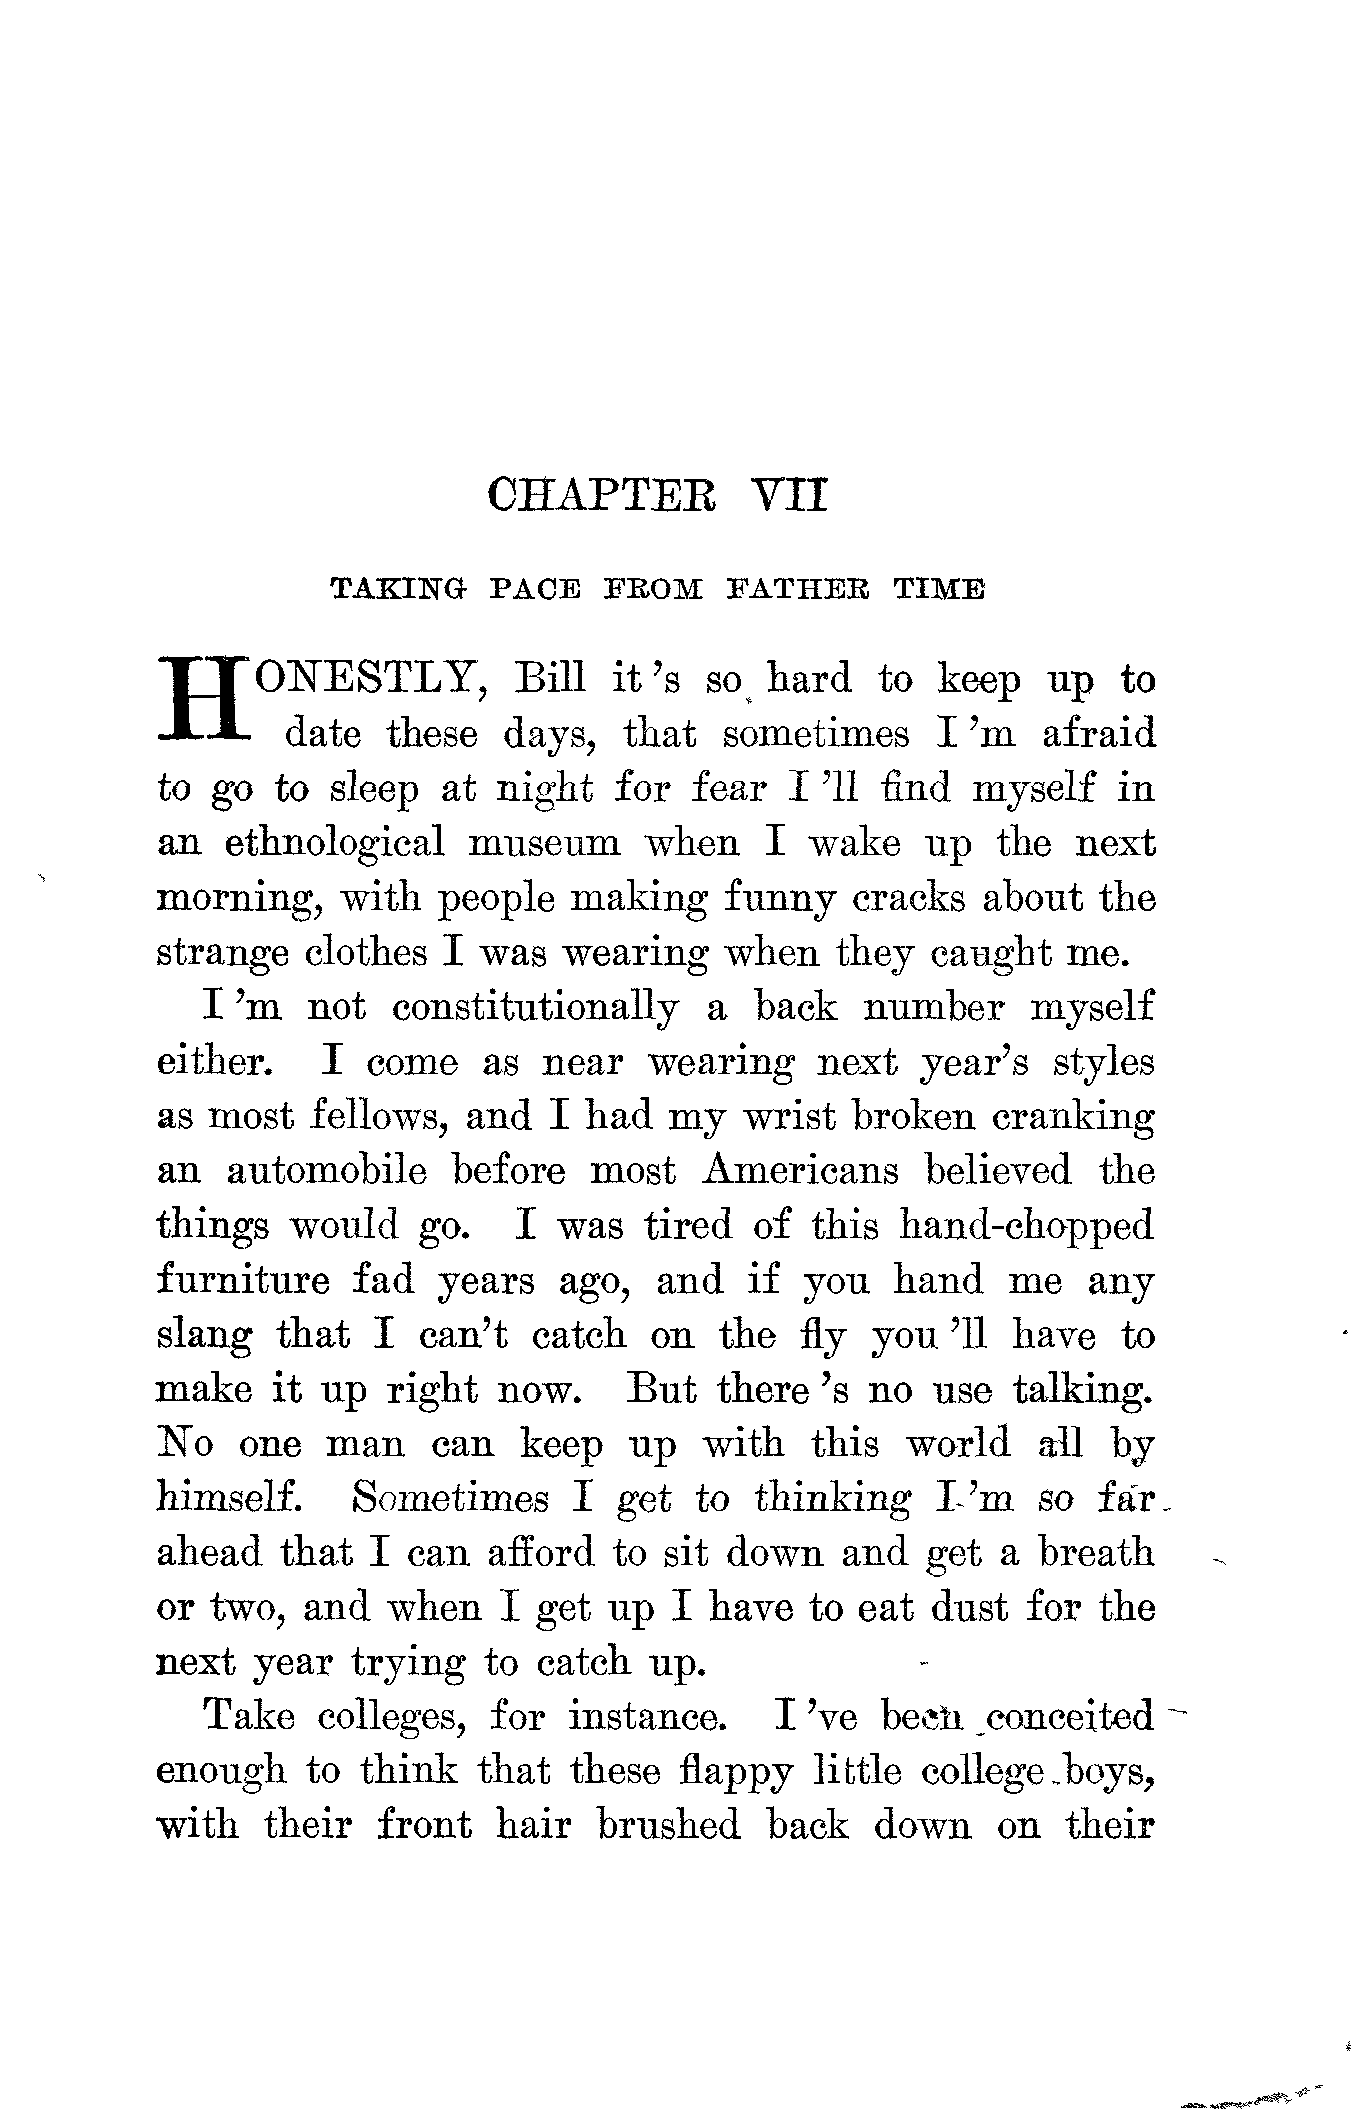 CHAPTER VII
TAKING PACE FROM FATHER TIME
HONESTLY, Bill it's so hard to keep up to
date these days, that sometimes I'm afraid
to go to sleep at night for fear I'll find myself in
an ethnological museum when I wake up the next
morning, with people making funny cracks about the
strange clothes I was wearing when they caught me.
I'm not constitutionally a back number myself
either. I come as near wearing next year's styles
as most fellows, and I had my wrist broken cranking
an automobile before most Americans believed the
things would go. I was tired of this hand-chopped
furniture fad years ago, and if you hand me any
slang that I can't catch on the fly you'll have to
make it up right now. But there's no use talking.
No one man can keep up with this world all by
himself. Sometimes I get to thinking I'm so far
ahead that I can afford to sit down and get a breath
or two, and when I get up I have to eat dust for the
next year trying to catch up.
Take colleges, for instance. I've been conceited
enough to think that these flappy little college boys,
with their front hair brushed back down on their